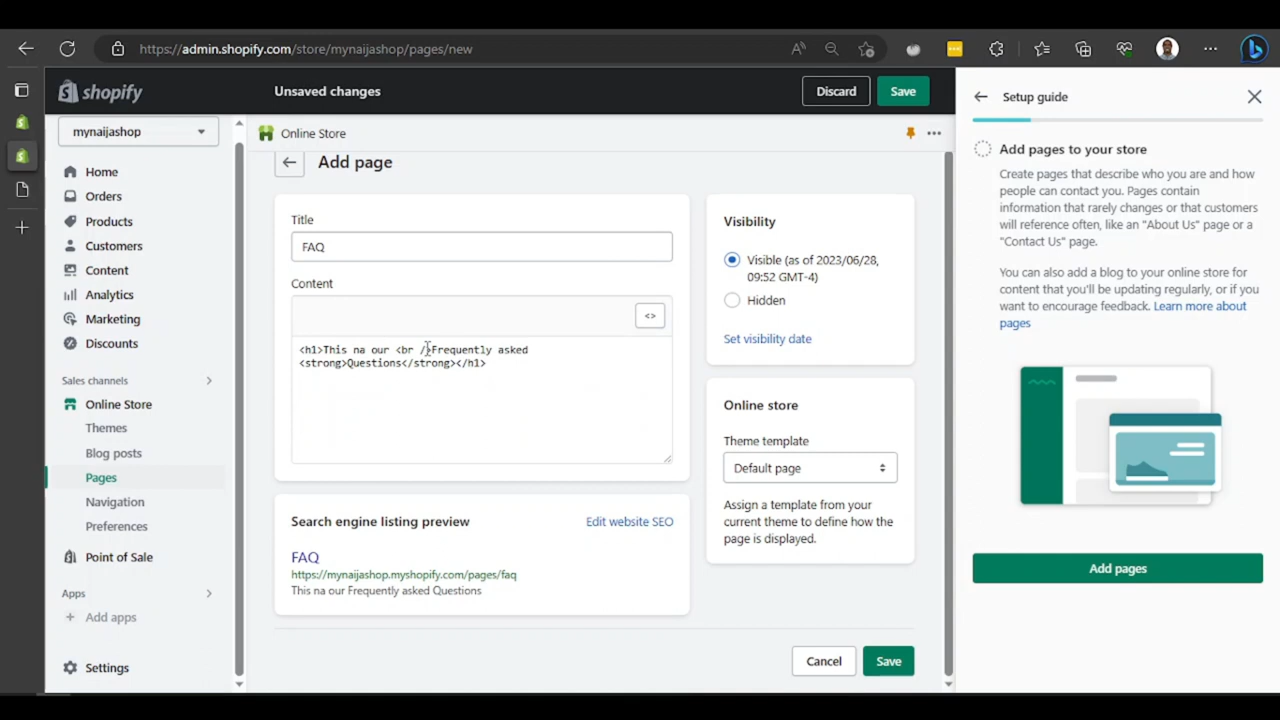 https://admin.shopify.com/store/mynaijashop/pages/new
shopify
Unsaved changes
Discard
Save
Setup guide
mynaijashop
Online Store
Home
Orders
Products
Customers
Content
Analytics
Marketing
Discounts
Sales channels
Online Store
Themes
Blog posts
Pages
Navigation
Preferences
Point of Sale
Apps
Add apps
Settings
Add page
Title
FAQ
Content
<>
<h1>This na our <br />Frequently asked
<strong>Questions</strong></h1>
Search engine listing preview
Edit website SEO
FAQ
https://mynaijashop.myshopify.com/pages/faq
This na our Frequently asked Questions
Visibility
Visible (as of 2023/06/28,
09:52 GMT-4)
Hidden
Set visibility date
Online store
Theme template
Default page
Assign a template from your
current theme to define how the
page is displayed.
Cancel
Save
Add pages to your store
Create pages that describe who you are and how
people can contact you. Pages contain
information that rarely changes or that customers
will reference often, like an "About Us" page or a
"Contact Us" page.
You can also add a blog to your online store for
content that you'll be updating regularly, or if you
want to encourage feedback. Learn more about
pages
Add pages